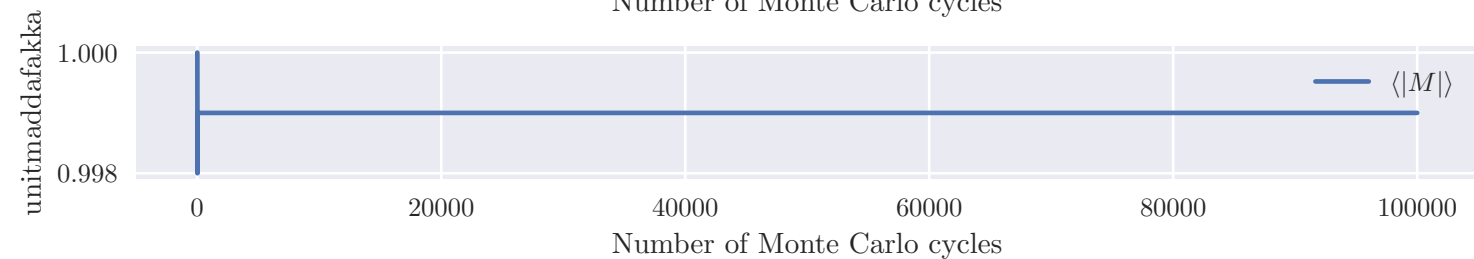 Number of Monte Carlo cycles
unitmaddafakka
1.000
⟨|M|⟩
0.998
0 20000 40000 60000 80000 100000
Number of Monte Carlo cycles